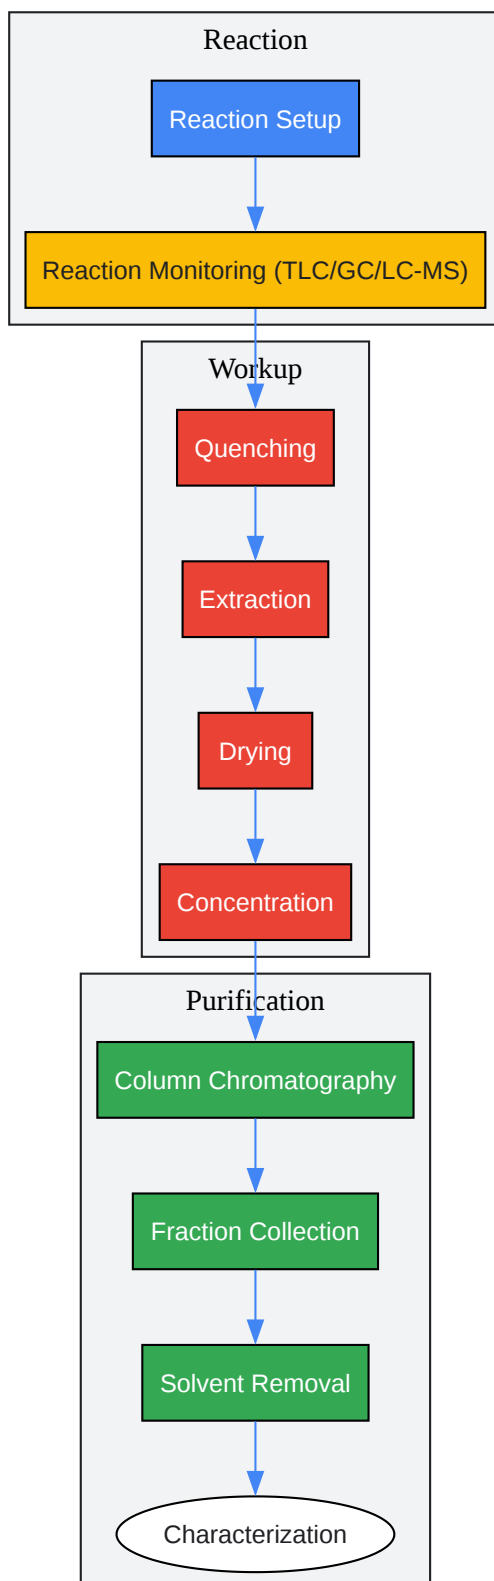 Reaction
Reaction Setup
Reaction Monitoring (TLC/GC/LC-MS)
Workup
Quenching
Extraction
Drying
Concentration
Purification
Column Chromatography
Fraction Collection
Solvent Removal
Characterization